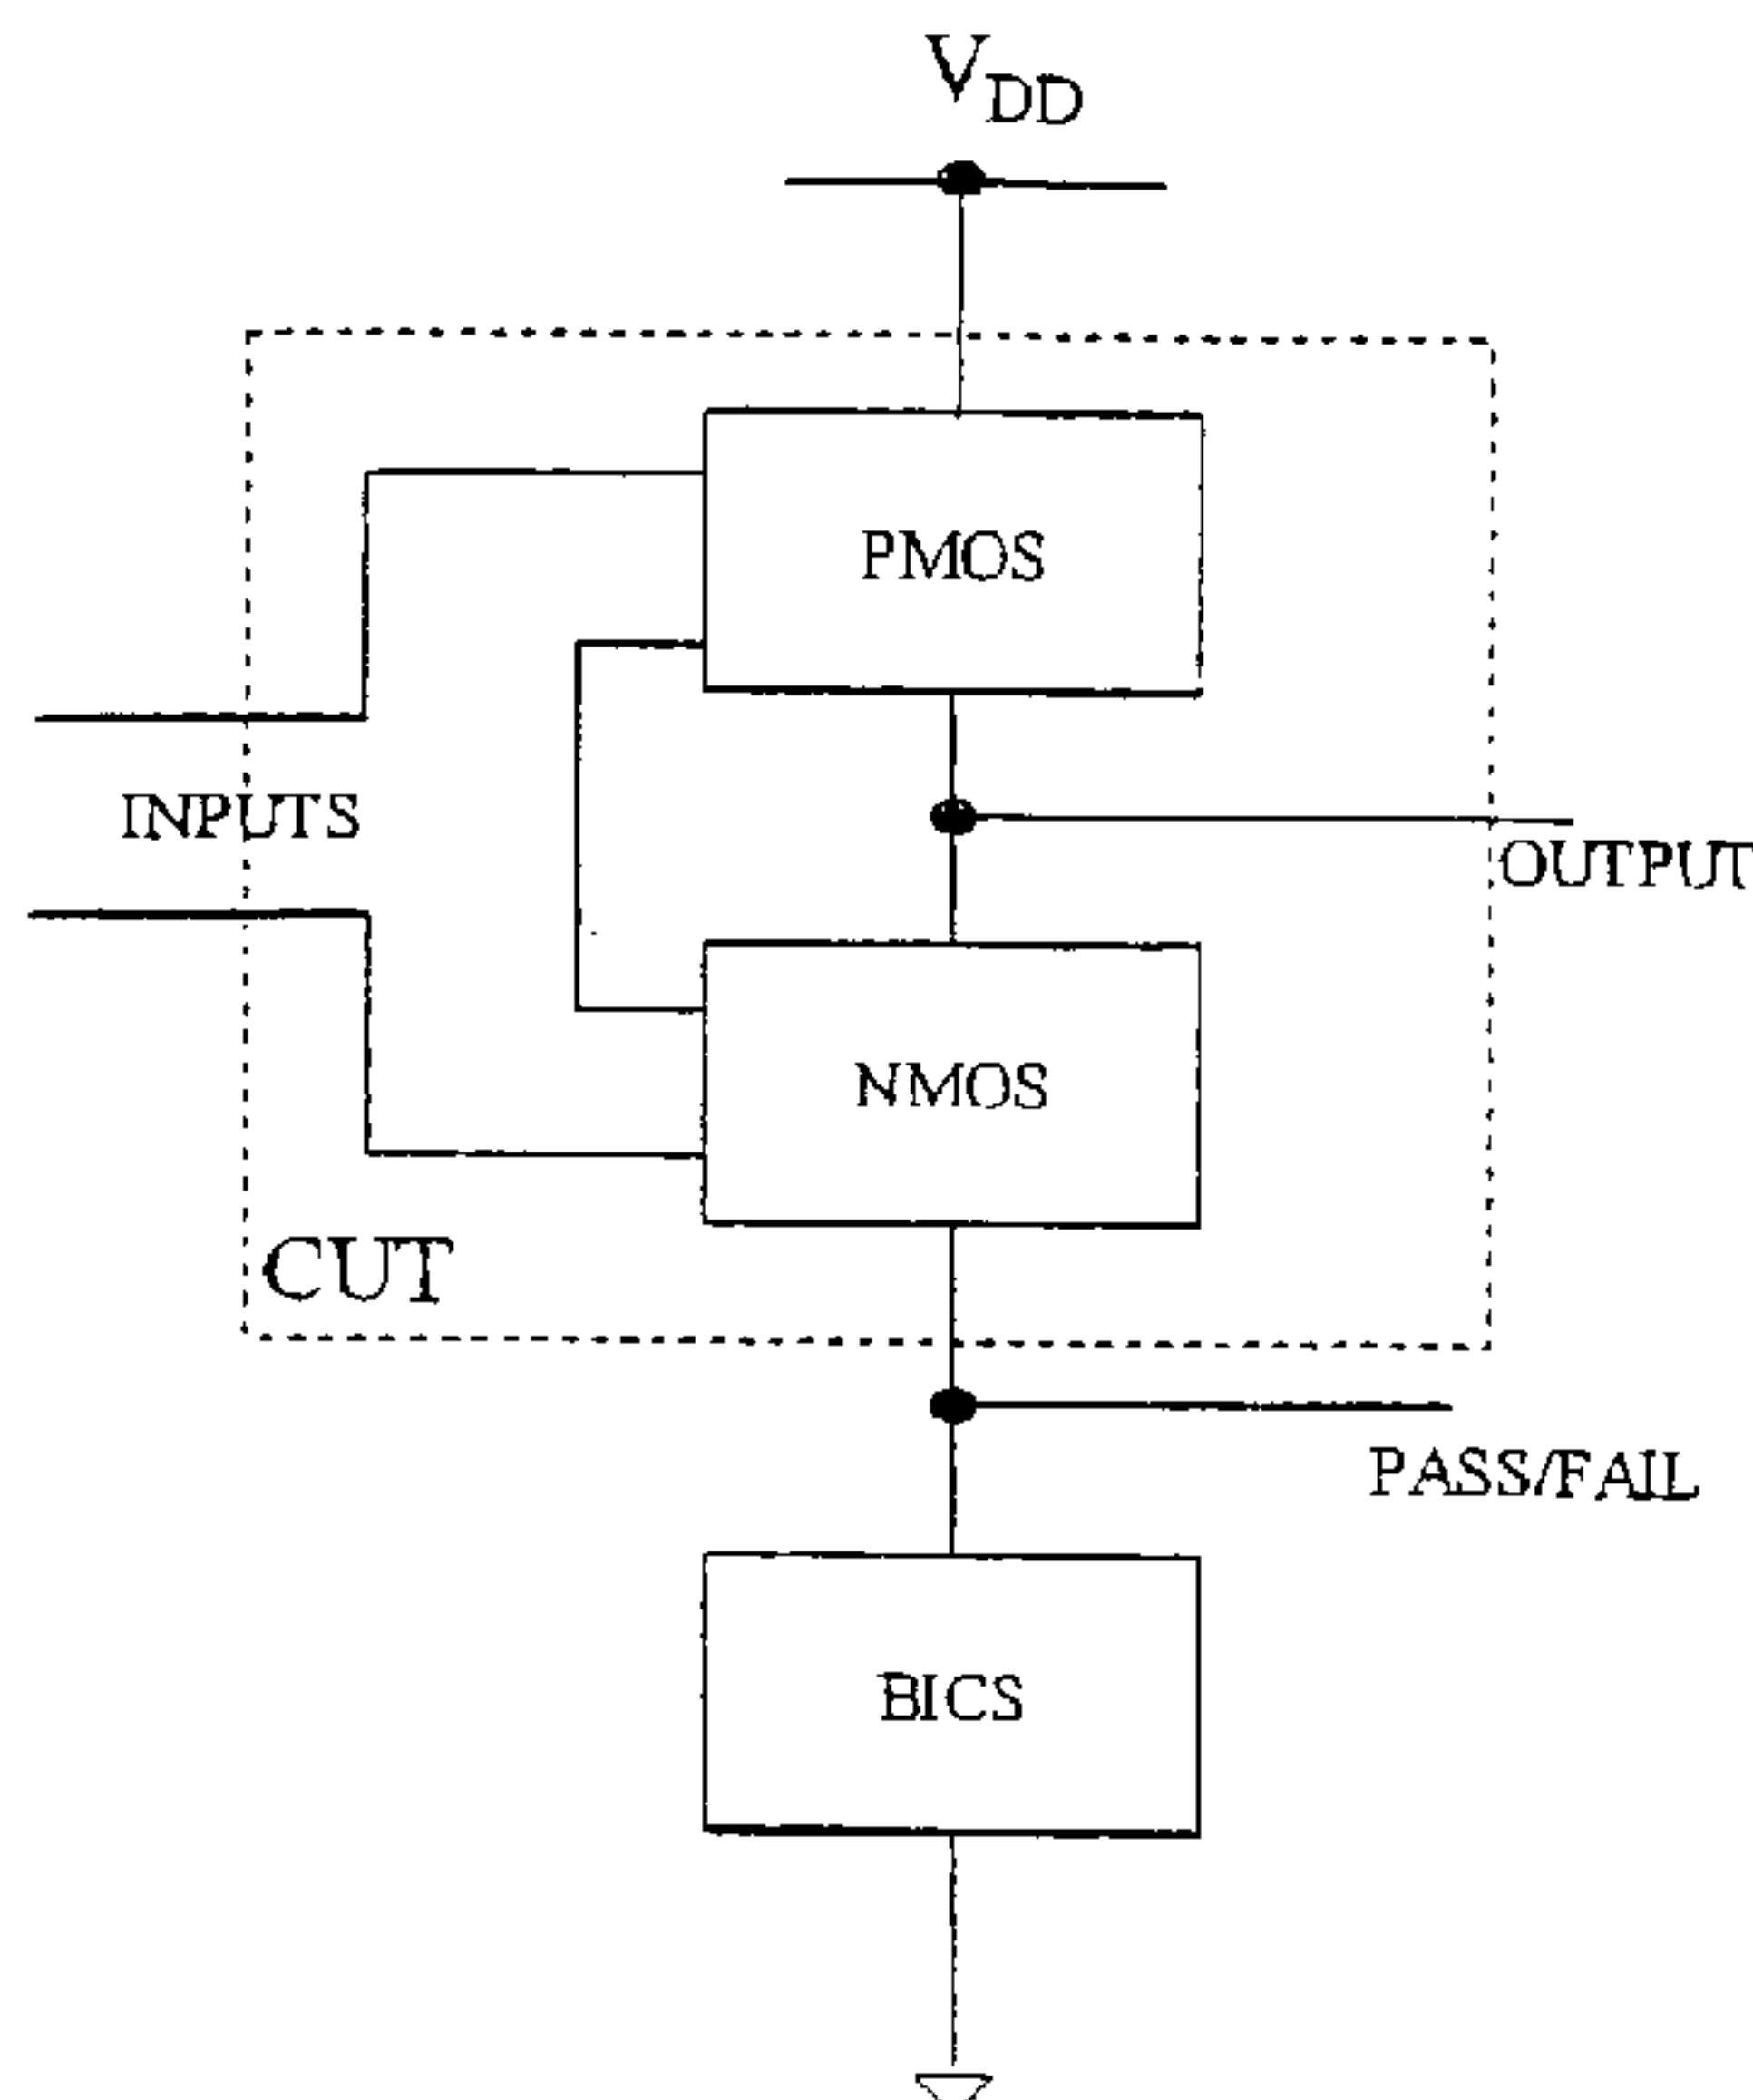 VDD
PMOS
INPUTS
OUTPUT
NMOS
CUT
PASS/FAIL
BICS